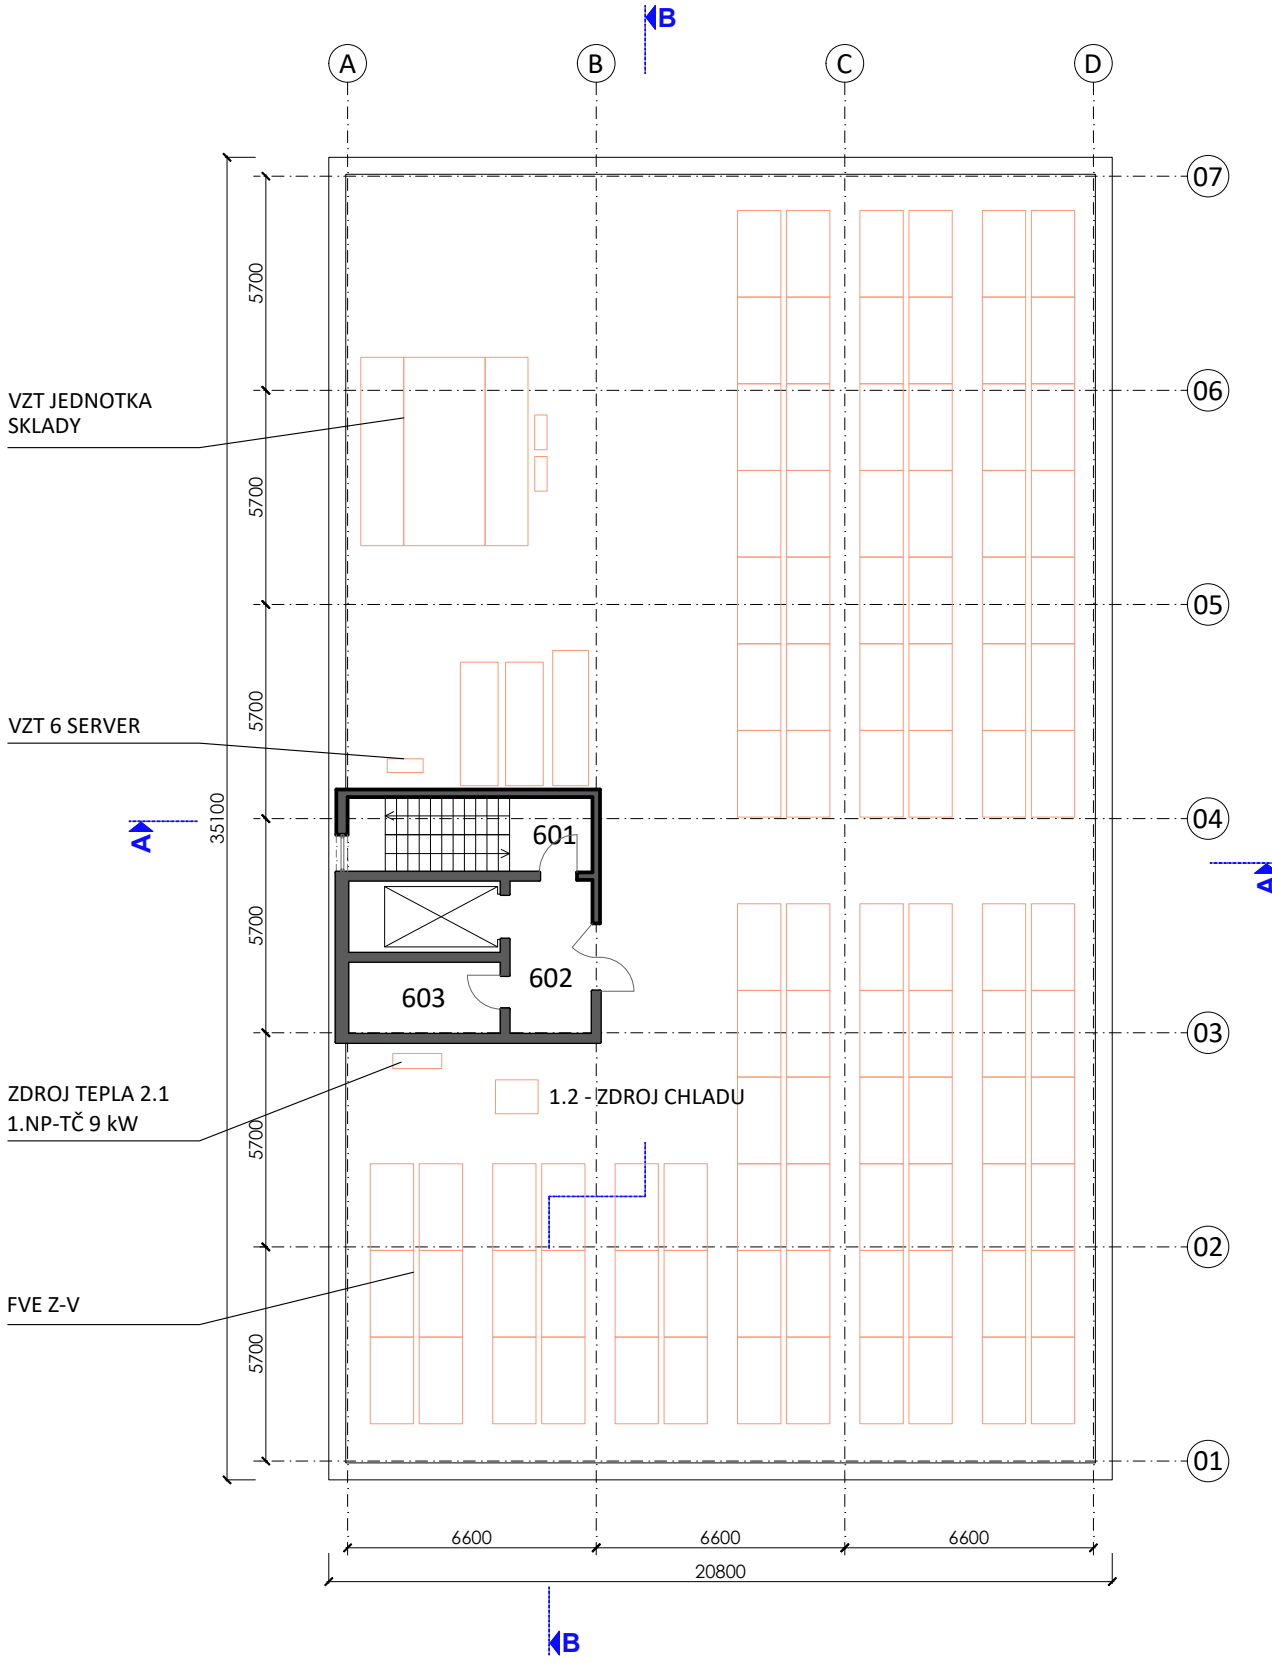 B
A
B
C
D
07
5700
06
VZT JEDNOTKA
SKLADY
5700
05
5700
VZT 6 SERVER
35100
A
601
04
A
5700
602
603
03
ZDROJ TEPLA 2.1
1.NP-TČ 9 kW
1.2 - ZDROJ CHLADU
5700
02
FVE Z-V
5700
01
6600
6600
6600
20800
B